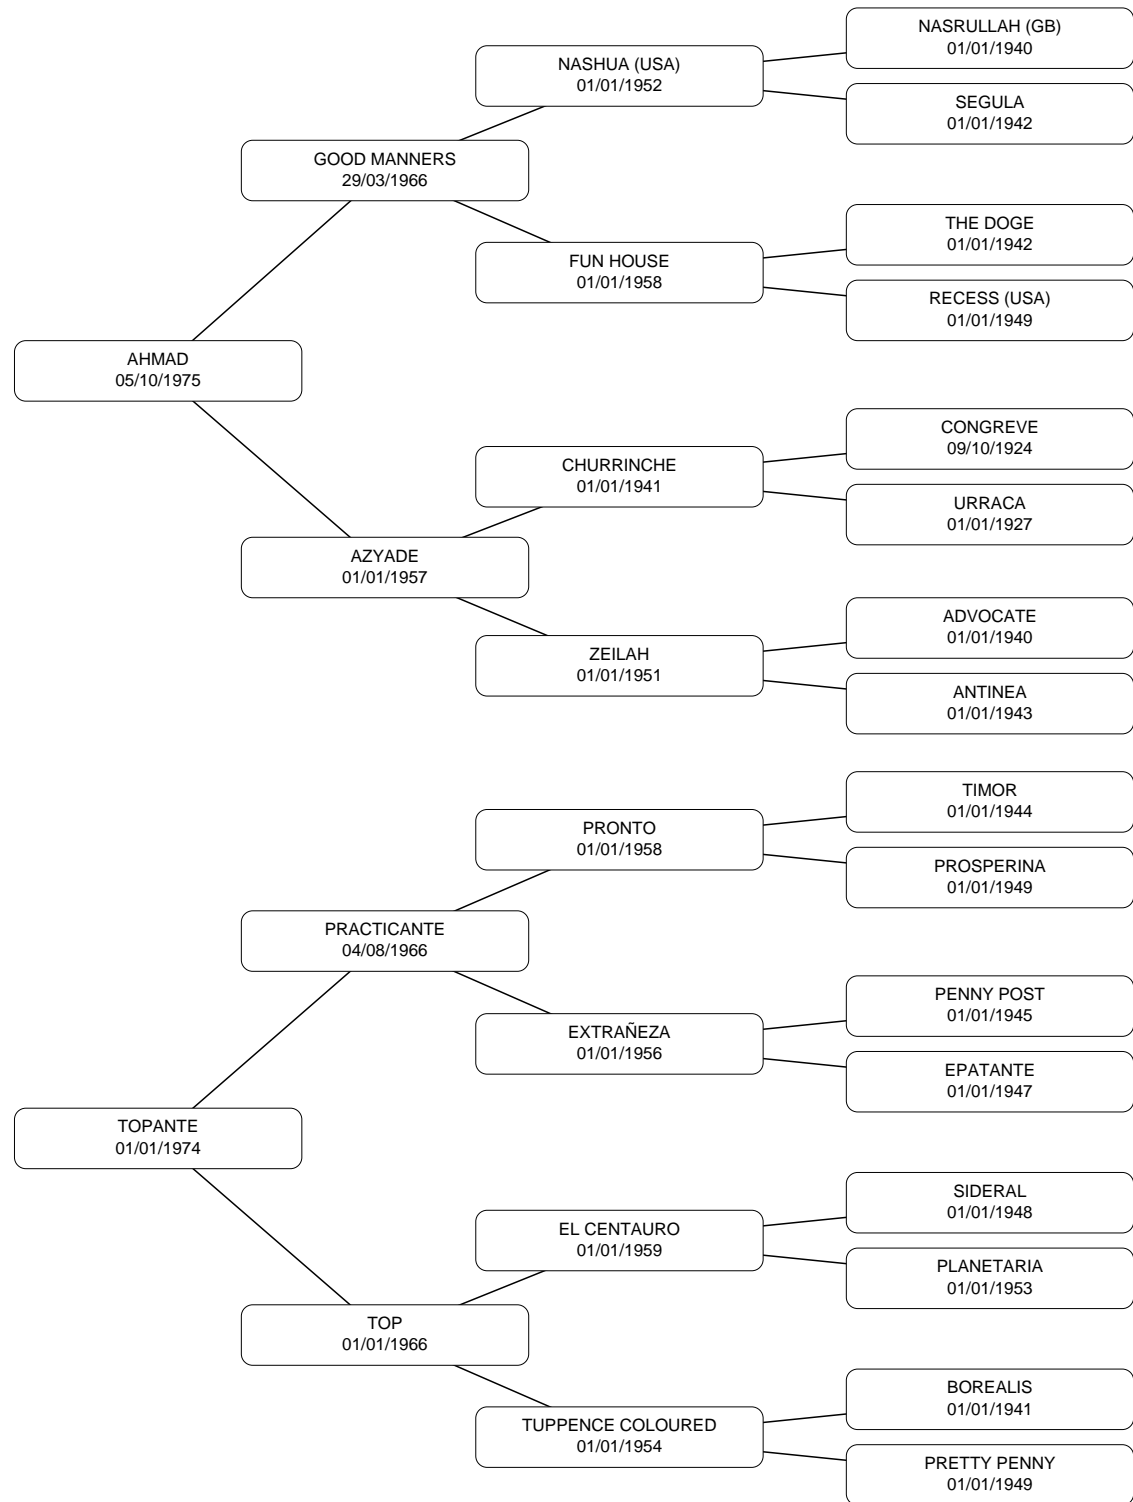 NASRULLAH (GB)
01/01/1940
NASHUA (USA)
01/01/1952
SEGULA
01/01/1942
GOOD MANNERS
29/03/1966
THE DOGE
01/01/1942
FUN HOUSE
01/01/1958
RECESS (USA)
01/01/1949
AHMAD
05/10/1975
CONGREVE
09/10/1924
CHURRINCHE
01/01/1941
URRACA
01/01/1927
AZYADE
01/01/1957
ADVOCATE
01/01/1940
ZEILAH
01/01/1951
ANTINEA
01/01/1943
TIMOR
01/01/1944
PRONTO
01/01/1958
PROSPERINA
01/01/1949
PRACTICANTE
04/08/1966
PENNY POST
01/01/1945
EXTRAÑEZA
01/01/1956
EPATANTE
01/01/1947
TOPANTE
01/01/1974
SIDERAL
01/01/1948
EL CENTAURO
01/01/1959
PLANETARIA
01/01/1953
TOP
01/01/1966
BOREALIS
01/01/1941
TUPPENCE COLOURED
01/01/1954
PRETTY PENNY
01/01/1949